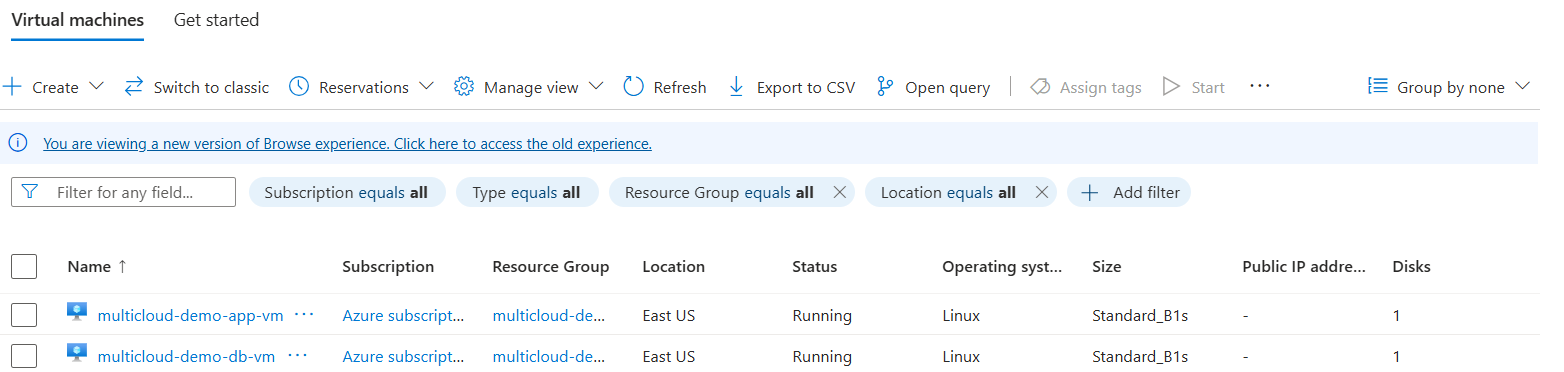 Virtual machines Get started
Create Switch to classic Reservations Manage view Refresh Export to CSV Open query Assign tags Start ··· Group by none
You are viewing a new version of Browse experience. Click here to access the old experience.
Filter for any field... Subscription equals all Type equals all Resource Group equals all Location equals all Add filter
Name ↑ Subscription Resource Group Location Status Operating syst... Size Public IP addre... Disks
multicloud-demo-app-vm ··· Azure subscript... multicloud-de... East US Running Linux Standard_B1s - 1
multicloud-demo-db-vm ··· Azure subscript... multicloud-de... East US Running Linux Standard_B1s - 1